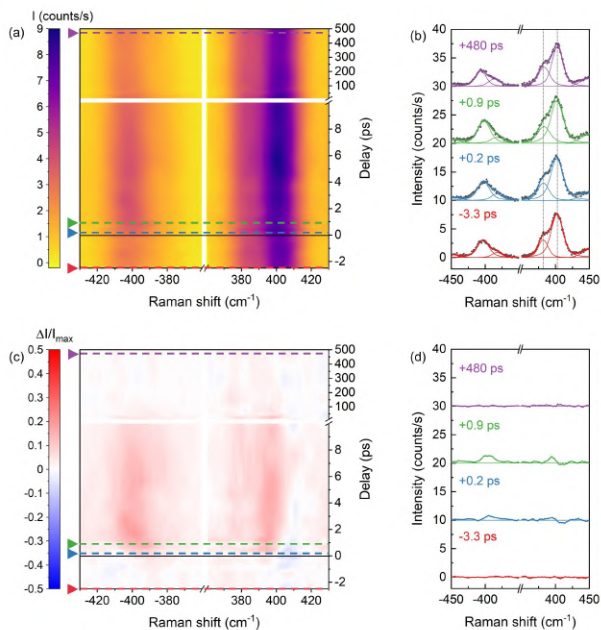 I (counts/s)
(a)
9
8
7
6
5
4
3
2
1
0
500
400
300
200
100
8
6
4
2
0
-2
Delay (ps)
-420 -400 -380 380 400 420
Raman shift (cm⁻¹)
(b)
40
35
30
25
20
15
10
5
0
Intensity (counts/s)
+480 ps
+0.9 ps
+0.2 ps
-3.3 ps
-450 -400 400 450
Raman shift (cm⁻¹)
ΔI/Imax
(c)
0.5
0.4
0.3
0.2
0.1
0.0
-0.1
-0.2
-0.3
-0.4
-0.5
500
400
300
200
100
8
6
4
2
0
-2
Delay (ps)
-420 -400 -380 380 400 420
Raman shift (cm⁻¹)
(d)
40
35
30
25
20
15
10
5
0
Intensity (counts/s)
+480 ps
+0.9 ps
+0.2 ps
-3.3 ps
-450 -400 400 450
Raman shift (cm⁻¹)